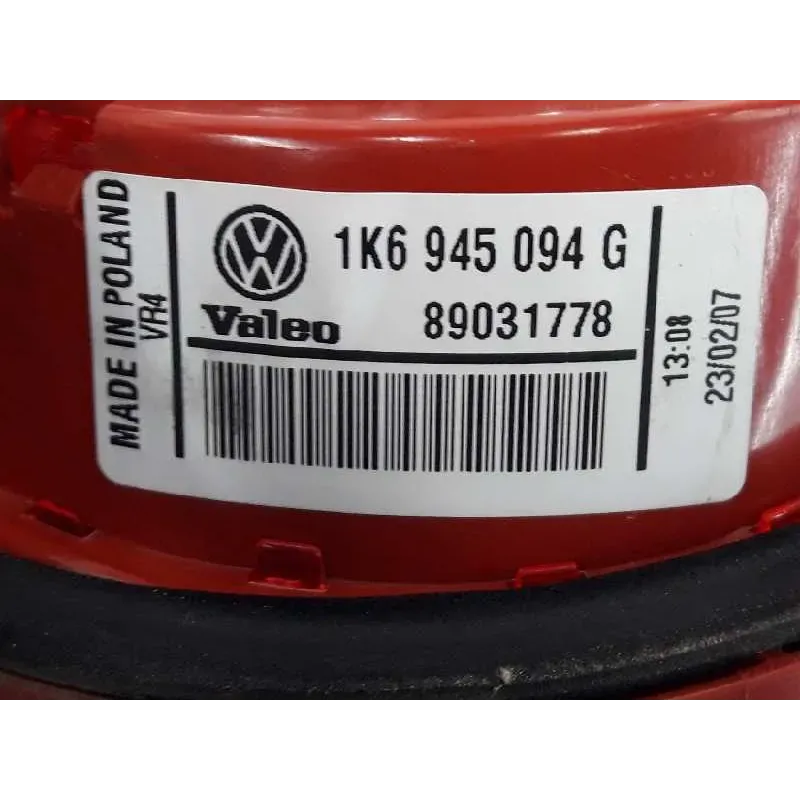 MADE IN POLAND
VR4
1K6 945 094 G
Valeo
89031778
13:08
23/02/07